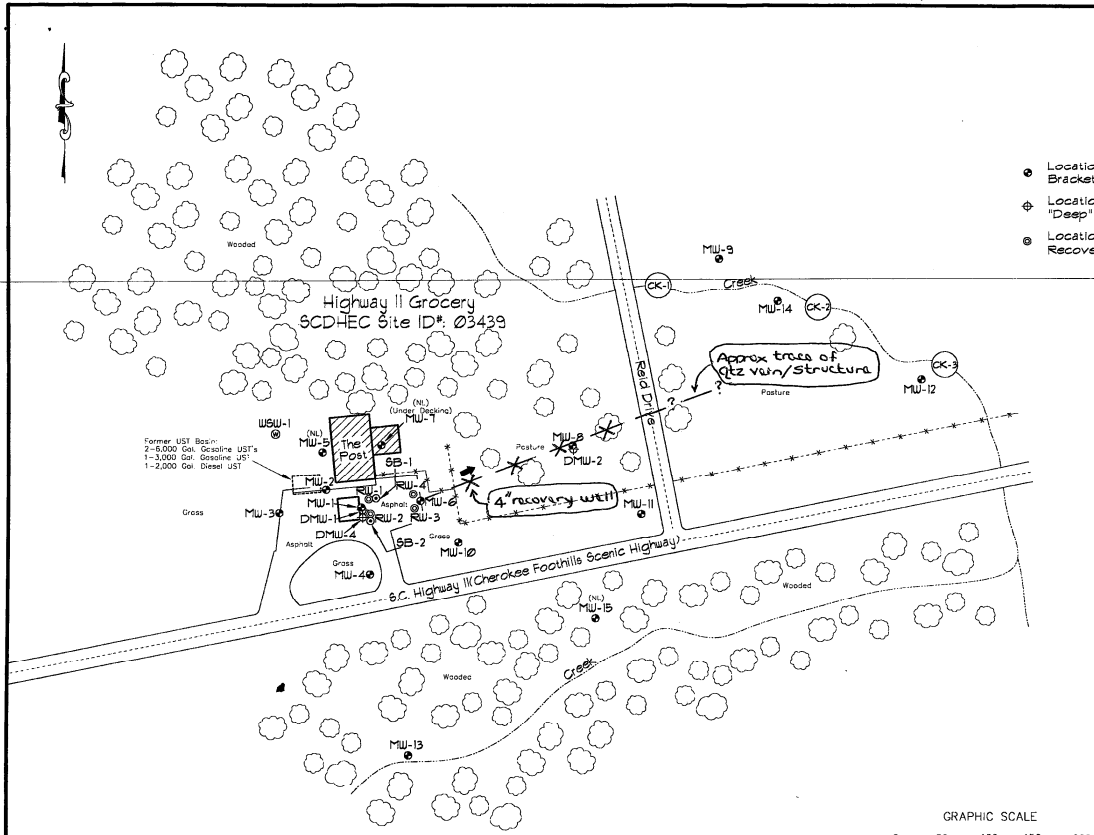 Locatio
Bracket
Locatio
"Deep"
Locatio
Recove
Wooded
Highway 11 Grocery
SCDHEC Site ID#: 03439
MW-9
CK-1
Creek
MW-14
CK-2
CK-3
MW-12
Approx trace of
qtz vein/structure
Pasture
?
?
Reid Drive
(NL)
(Under Decking)
MW-7
WSW-1
W
(NL)
MW-5
The
Post
SB-1
Former UST Basin:
2-6,000 Gal. Gasoline UST's
1-3,000 Gal. Gasoline UST
1-2,000 Gal. Diesel UST
MW-2
RW-1
RW-4
MW-8
DMW-2
Pasture
4" recovery well
MW-1
Asphalt
MW-6
DMW-1
RW-2
RW-3
DMW-4
SB-2
MW-3
Grass
Asphalt
Grass
MW-4
Grass
MW-10
MW-11
S.C. Highway 11(Cherokee Foothills Scenic Highway)
(NL)
MW-15
Wooded
Wooded
Creek
MW-13
GRAPHIC SCALE